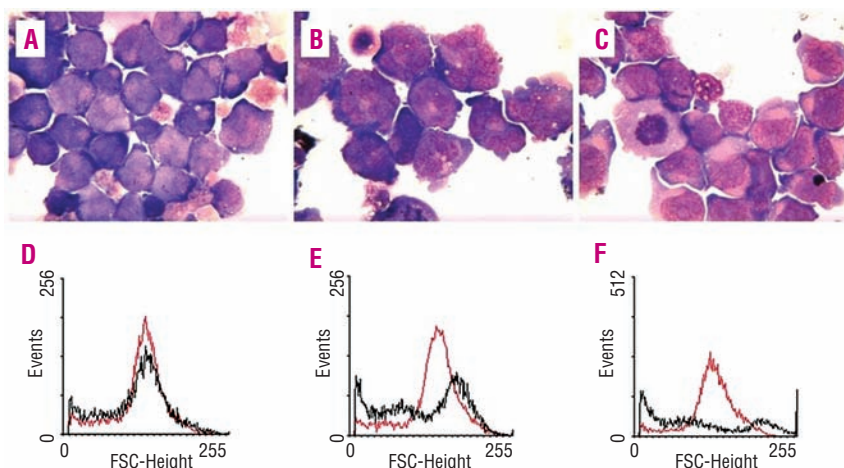 A B C
D E F
256 256 512
Events Events Events
0 0 0
0 255 0 255 0 255
FSC-Height FSC-Height FSC-Height